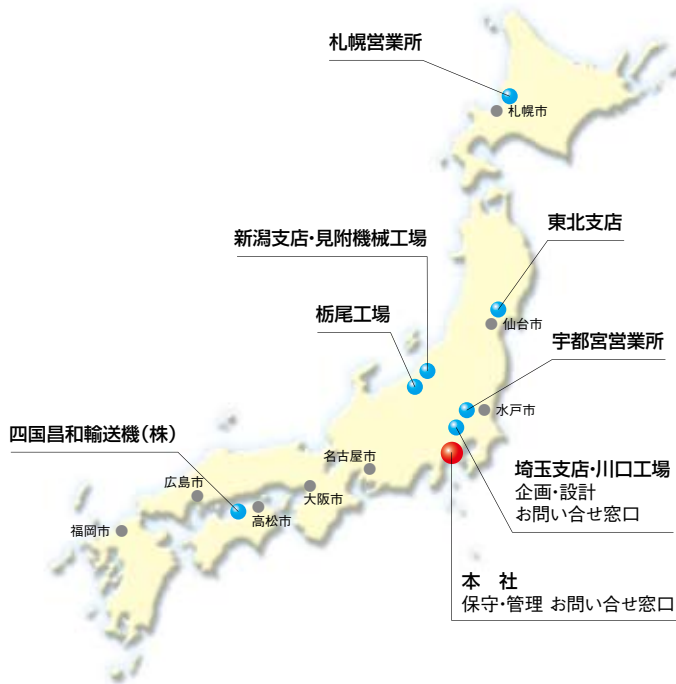 札幌営業所
札幌市
東北支店
新潟支店・見附機械工場
栃尾工場
仙台市
宇都宮営業所
水戸市
四国昌和輸送機(株)
名古屋市
埼玉支店・川口工場
企画・設計
お問い合せ窓口
広島市
大阪市
高松市
福岡市
本　社
保守・管理 お問い合せ窓口